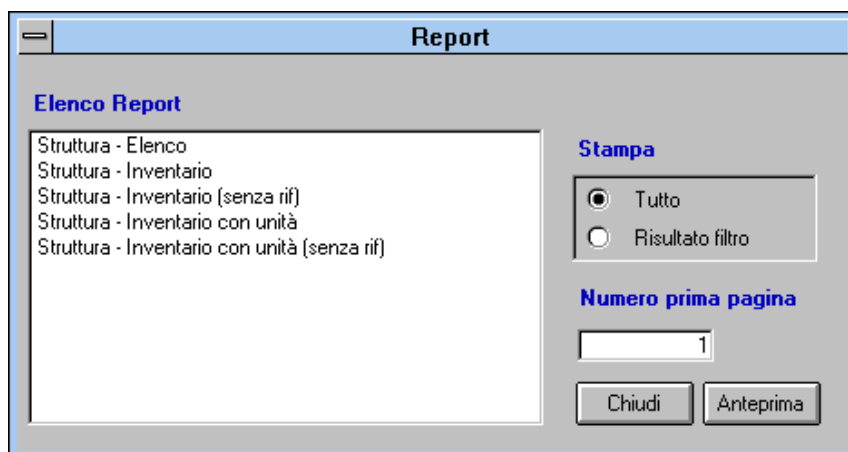 Report
Elenco Report
Struttura - Elenco
Struttura - Inventario
Struttura - Inventario (senza rif)
Struttura - Inventario con unità
Struttura - Inventario con unità (senza rif)
Stampa
Tutto
Risultato filtro
Numero prima pagina
1
Chiudi
Anteprima